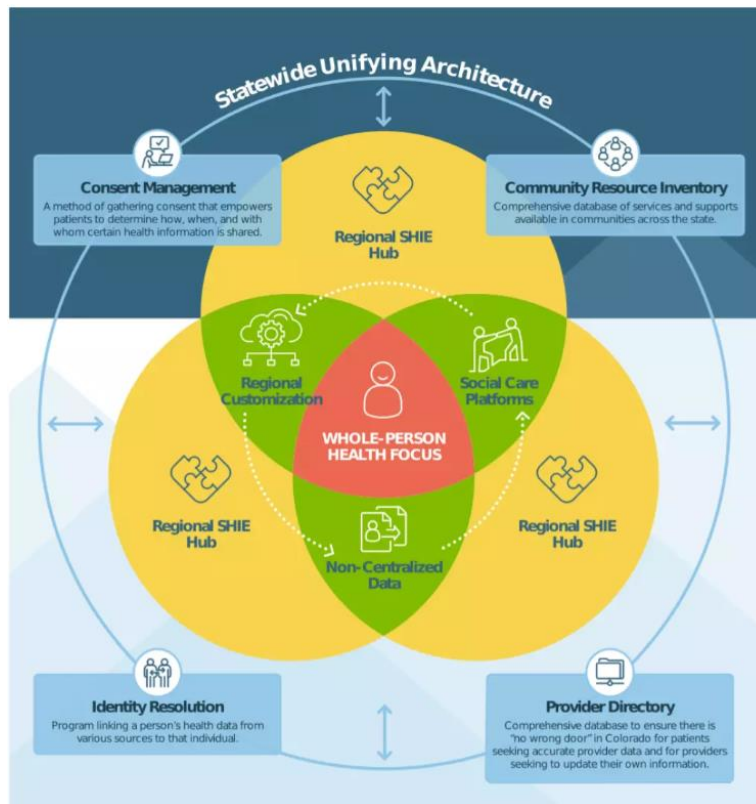 Statewide Unifying Architecture
Consent Management
A method of gathering consent that empowers
patients to determine how, when, and with
whom certain health information is shared.
Community Resource Inventory
Comprehensive database of services and supports
available in communities across the state.
Regional SHIE
Hub
Regional
Customization
Social Care
Platforms
WHOLE-PERSON
HEALTH FOCUS
Regional SHIE
Hub
Regional SHIE
Hub
Non-Centralized
Data
Identity Resolution
Program linking a person's health data from
various sources to that individual.
Provider Directory
Comprehensive database to ensure there is
"no wrong door" in Colorado for patients
seeking accurate provider data and for providers
seeking to update their own information.